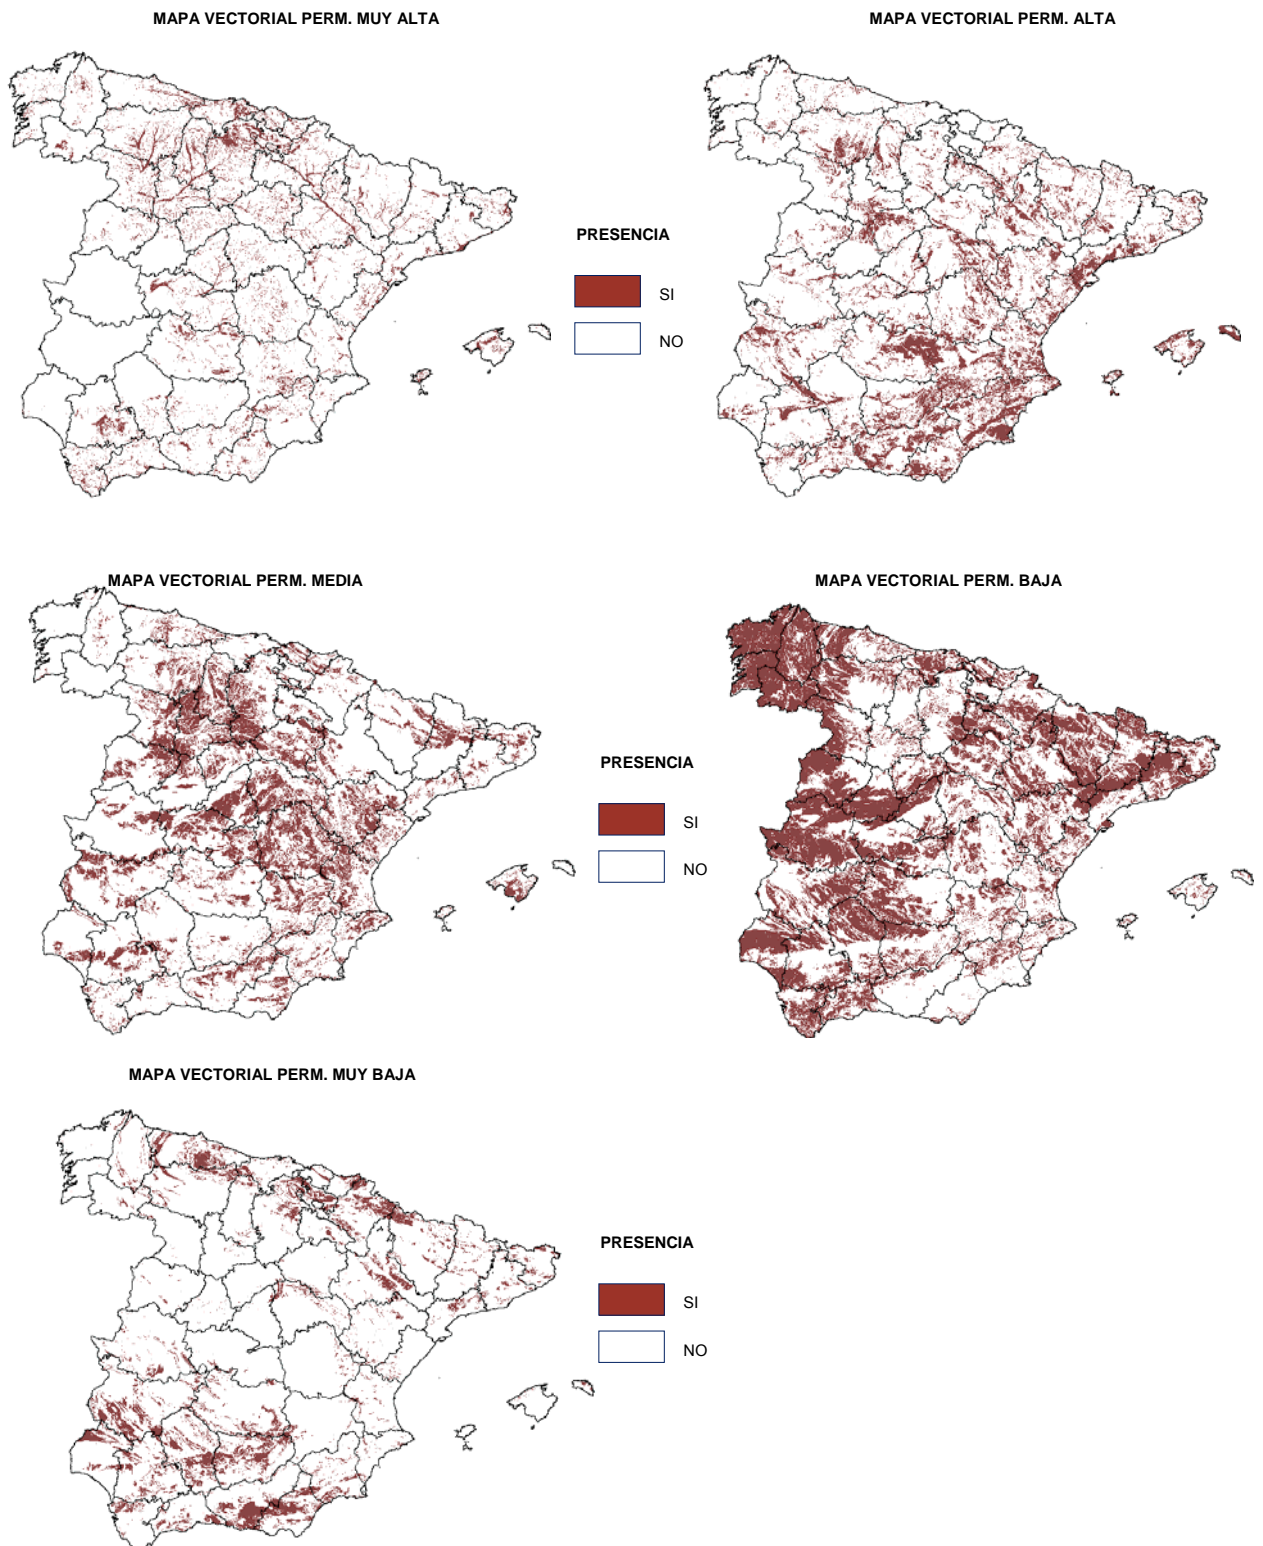 MAPA VECTORIAL PERM. MUY ALTA
MAPA VECTORIAL PERM. ALTA
PRESENCIA
SI
NO
MAPA VECTORIAL PERM. MEDIA
MAPA VECTORIAL PERM. BAJA
PRESENCIA
SI
NO
MAPA VECTORIAL PERM. MUY BAJA
PRESENCIA
SI
NO